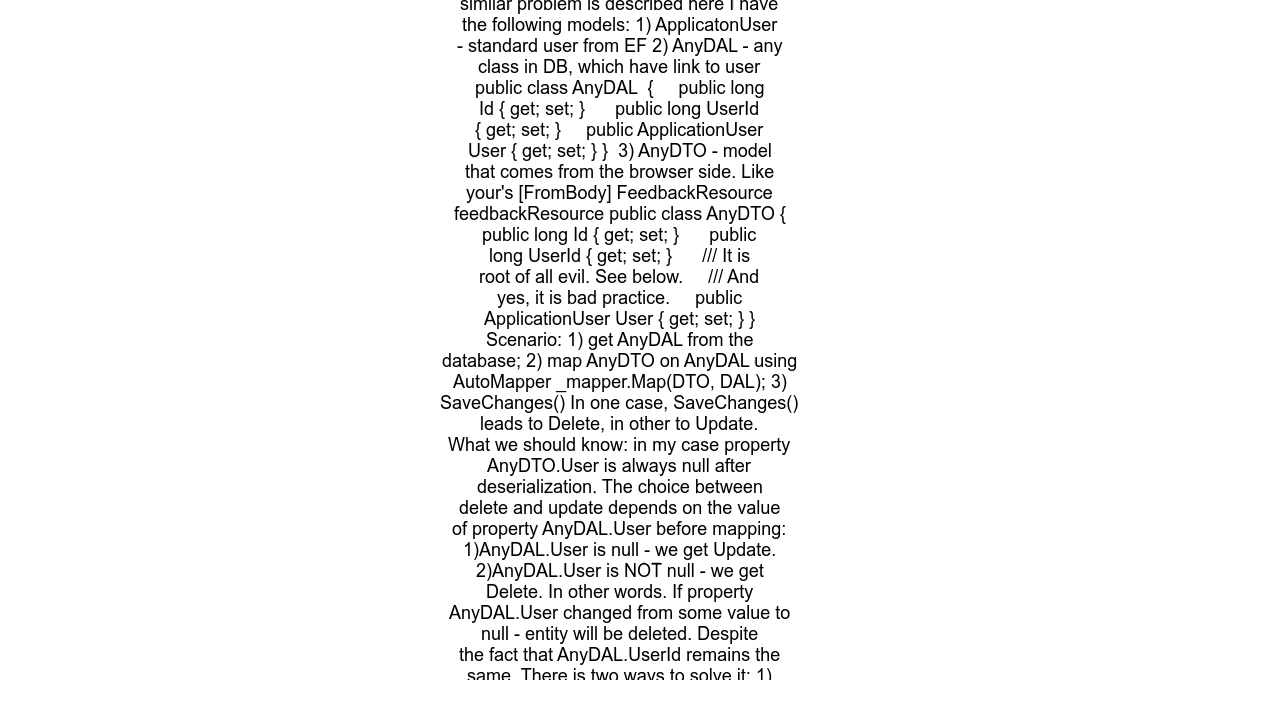 similar problem is described here I have
the following models: 1) ApplicatonUser
- standard user from EF 2) AnyDAL - any
class in DB, which have link to user
public class AnyDAL  {     public long
Id { get; set; }      public long UserId
{ get; set; }     public ApplicationUser
User { get; set; } }  3) AnyDTO - model
that comes from the browser side. Like
your's [FromBody] FeedbackResource
feedbackResource public class AnyDTO {
public long Id { get; set; }      public
long UserId { get; set; }      /// It is
root of all evil. See below.     /// And
yes, it is bad practice.     public
ApplicationUser User { get; set; } }
Scenario: 1) get AnyDAL from the
database; 2) map AnyDTO on AnyDAL using
AutoMapper _mapper.Map(DTO, DAL); 3)
SaveChanges() In one case, SaveChanges()
leads to Delete, in other to Update.
What we should know: in my case property
AnyDTO.User is always null after
deserialization. The choice between
delete and update depends on the value
of property AnyDAL.User before mapping:
1)AnyDAL.User is null - we get Update.
2)AnyDAL.User is NOT null - we get
Delete. In other words. If property
AnyDAL.User changed from some value to
null - entity will be deleted. Despite
the fact that AnyDAL.UserId remains the
same. There is two ways to solve it: 1)